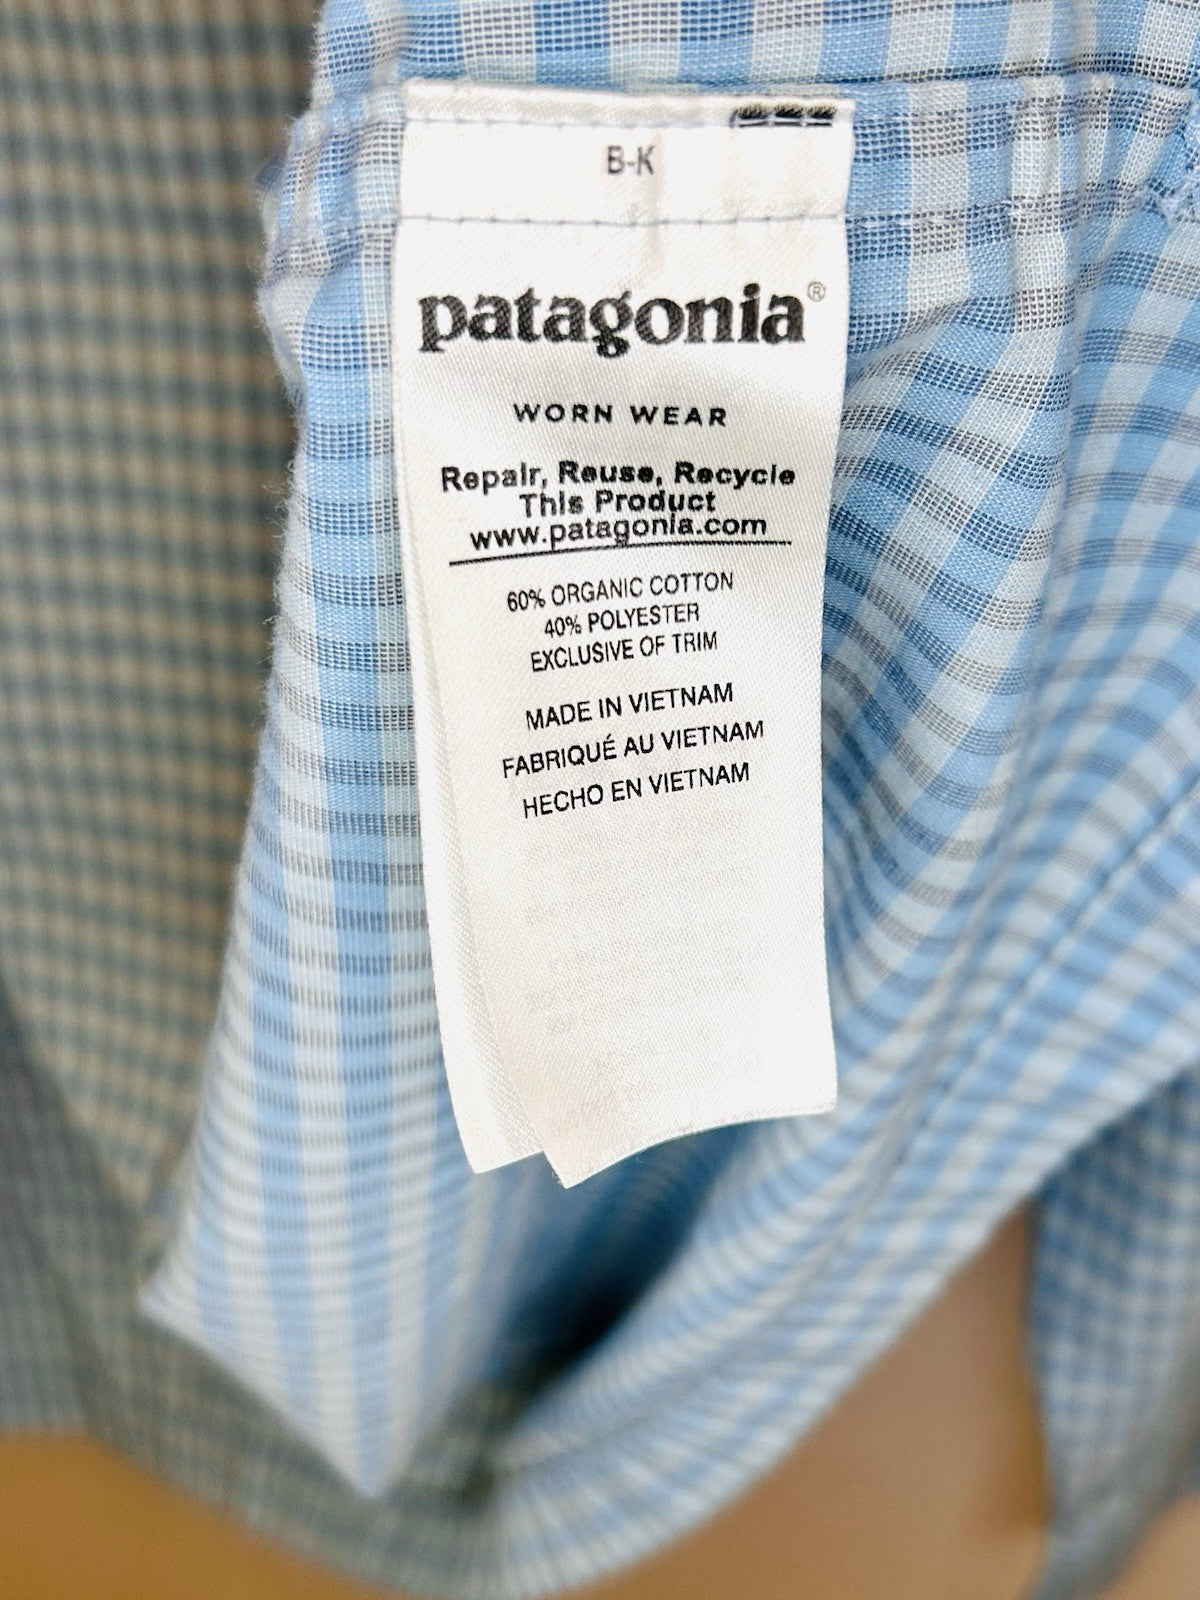 B-K
patagonia®
WORN WEAR
Repair, Reuse, Recycle
This Product
www.patagonia.com
60% ORGANIC COTTON
40% POLYESTER
EXCLUSIVE OF TRIM
MADE IN VIETNAM
FABRIQUÉ AU VIETNAM
HECHO EN VIETNAM